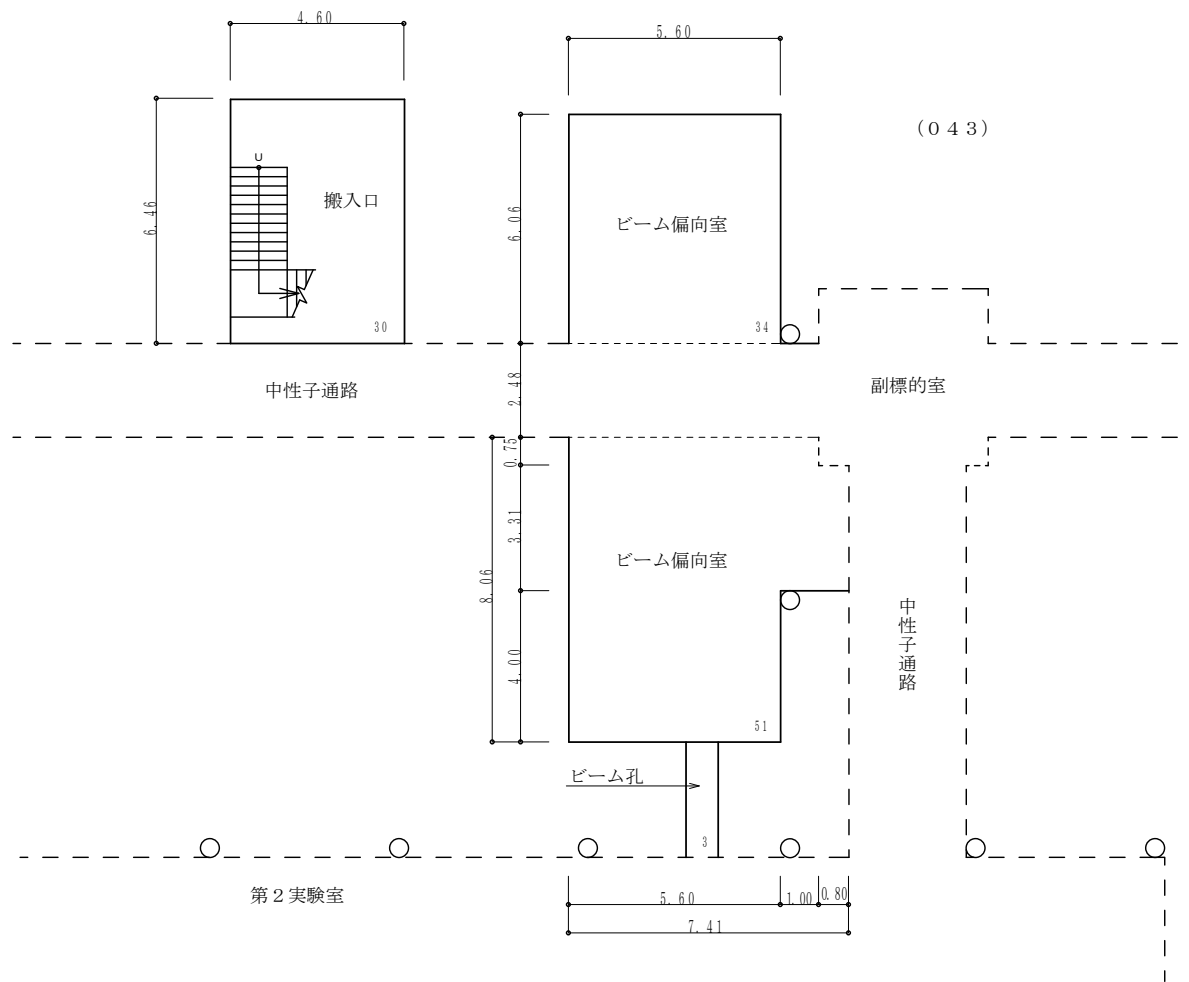 4.60
5.60
(043)
U
搬入口
6.46
6.06
ビーム偏向室
30
34
中性子通路
2.48
副標的室
0.75
3.31
ビーム偏向室
8.06
中性子通路
4.00
51
ビーム孔
3
第2実験室
5.60
1.00
0.80
7.41